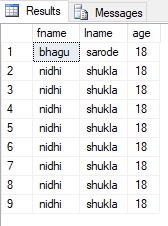 Results Messages
fname lname age
1 bhagu sarode 18
2 nidhi shukla 18
3 nidhi shukla 18
4 nidhi shukla 18
5 nidhi shukla 18
6 nidhi shukla 18
7 nidhi shukla 18
8 nidhi shukla 18
9 nidhi shukla 18